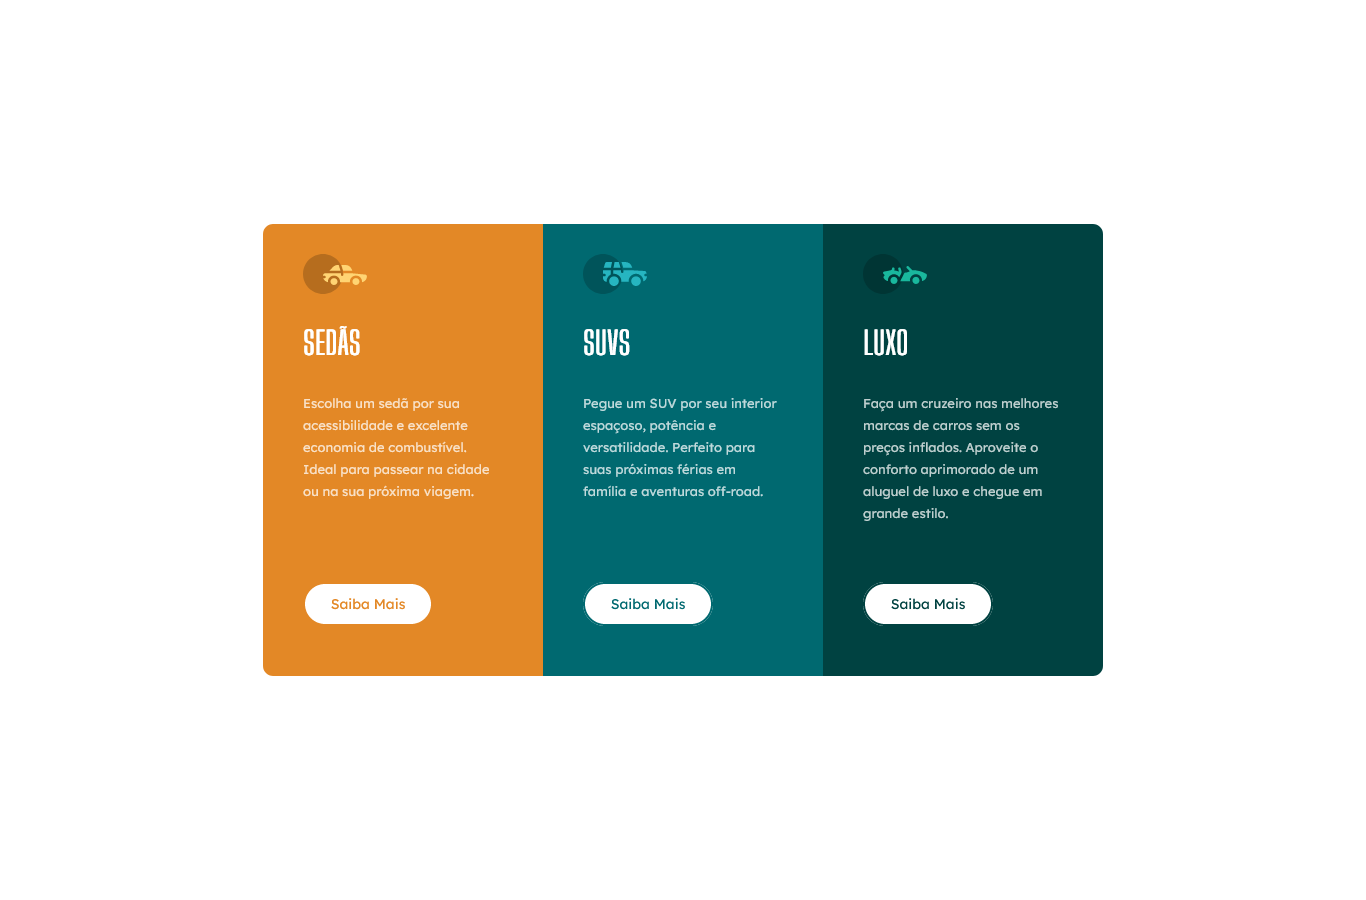 SEDÃS
Escolha um sedã por sua
acessibilidade e excelente
economia de combustível.
Ideal para passear na cidade
ou na sua próxima viagem.
Saiba Mais
SUVS
Pegue um SUV por seu interior
espaçoso, potência e
versatilidade. Perfeito para
suas próximas férias em
família e aventuras off-road.
Saiba Mais
LUXO
Faça um cruzeiro nas melhores
marcas de carros sem os
preços inflados. Aproveite o
conforto aprimorado de um
aluguel de luxo e chegue em
grande estilo.
Saiba Mais